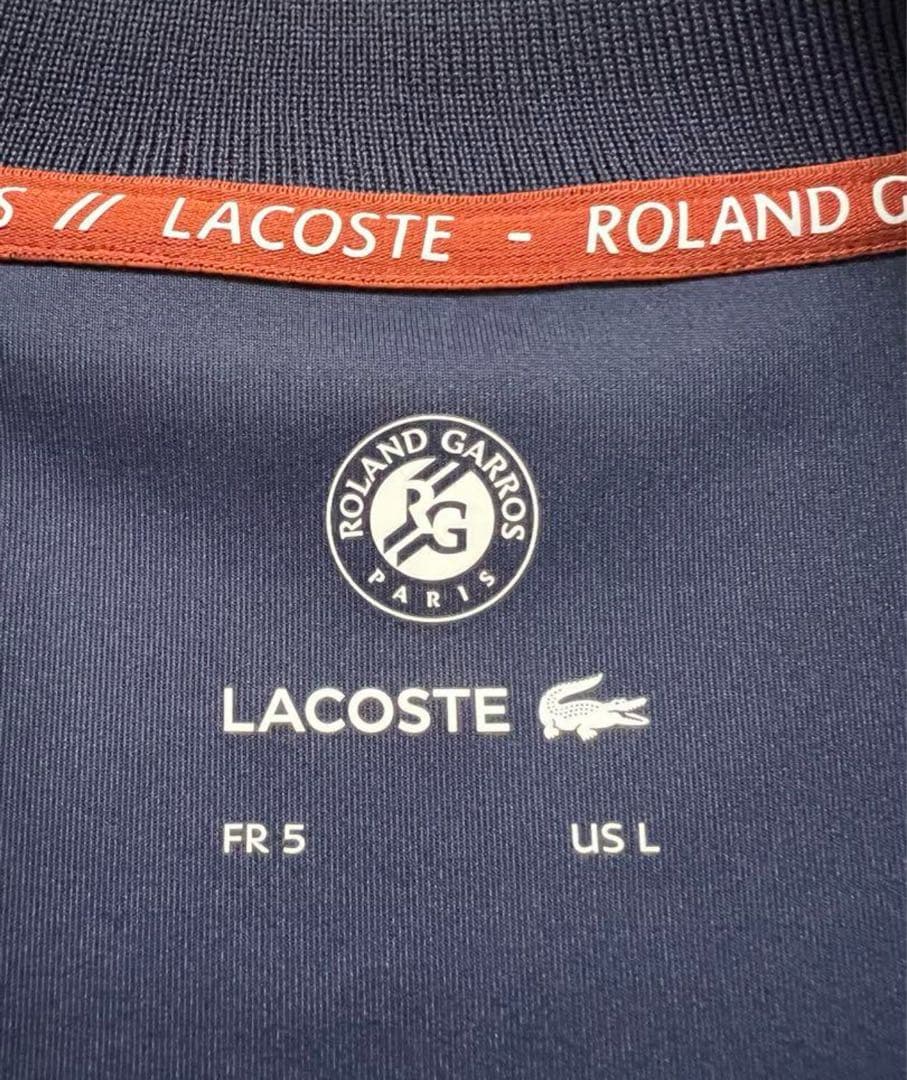 S // LACOSTE - ROLAND G
ROLAND GARROS
RG
PARIS
LACOSTE
FR 5 US L